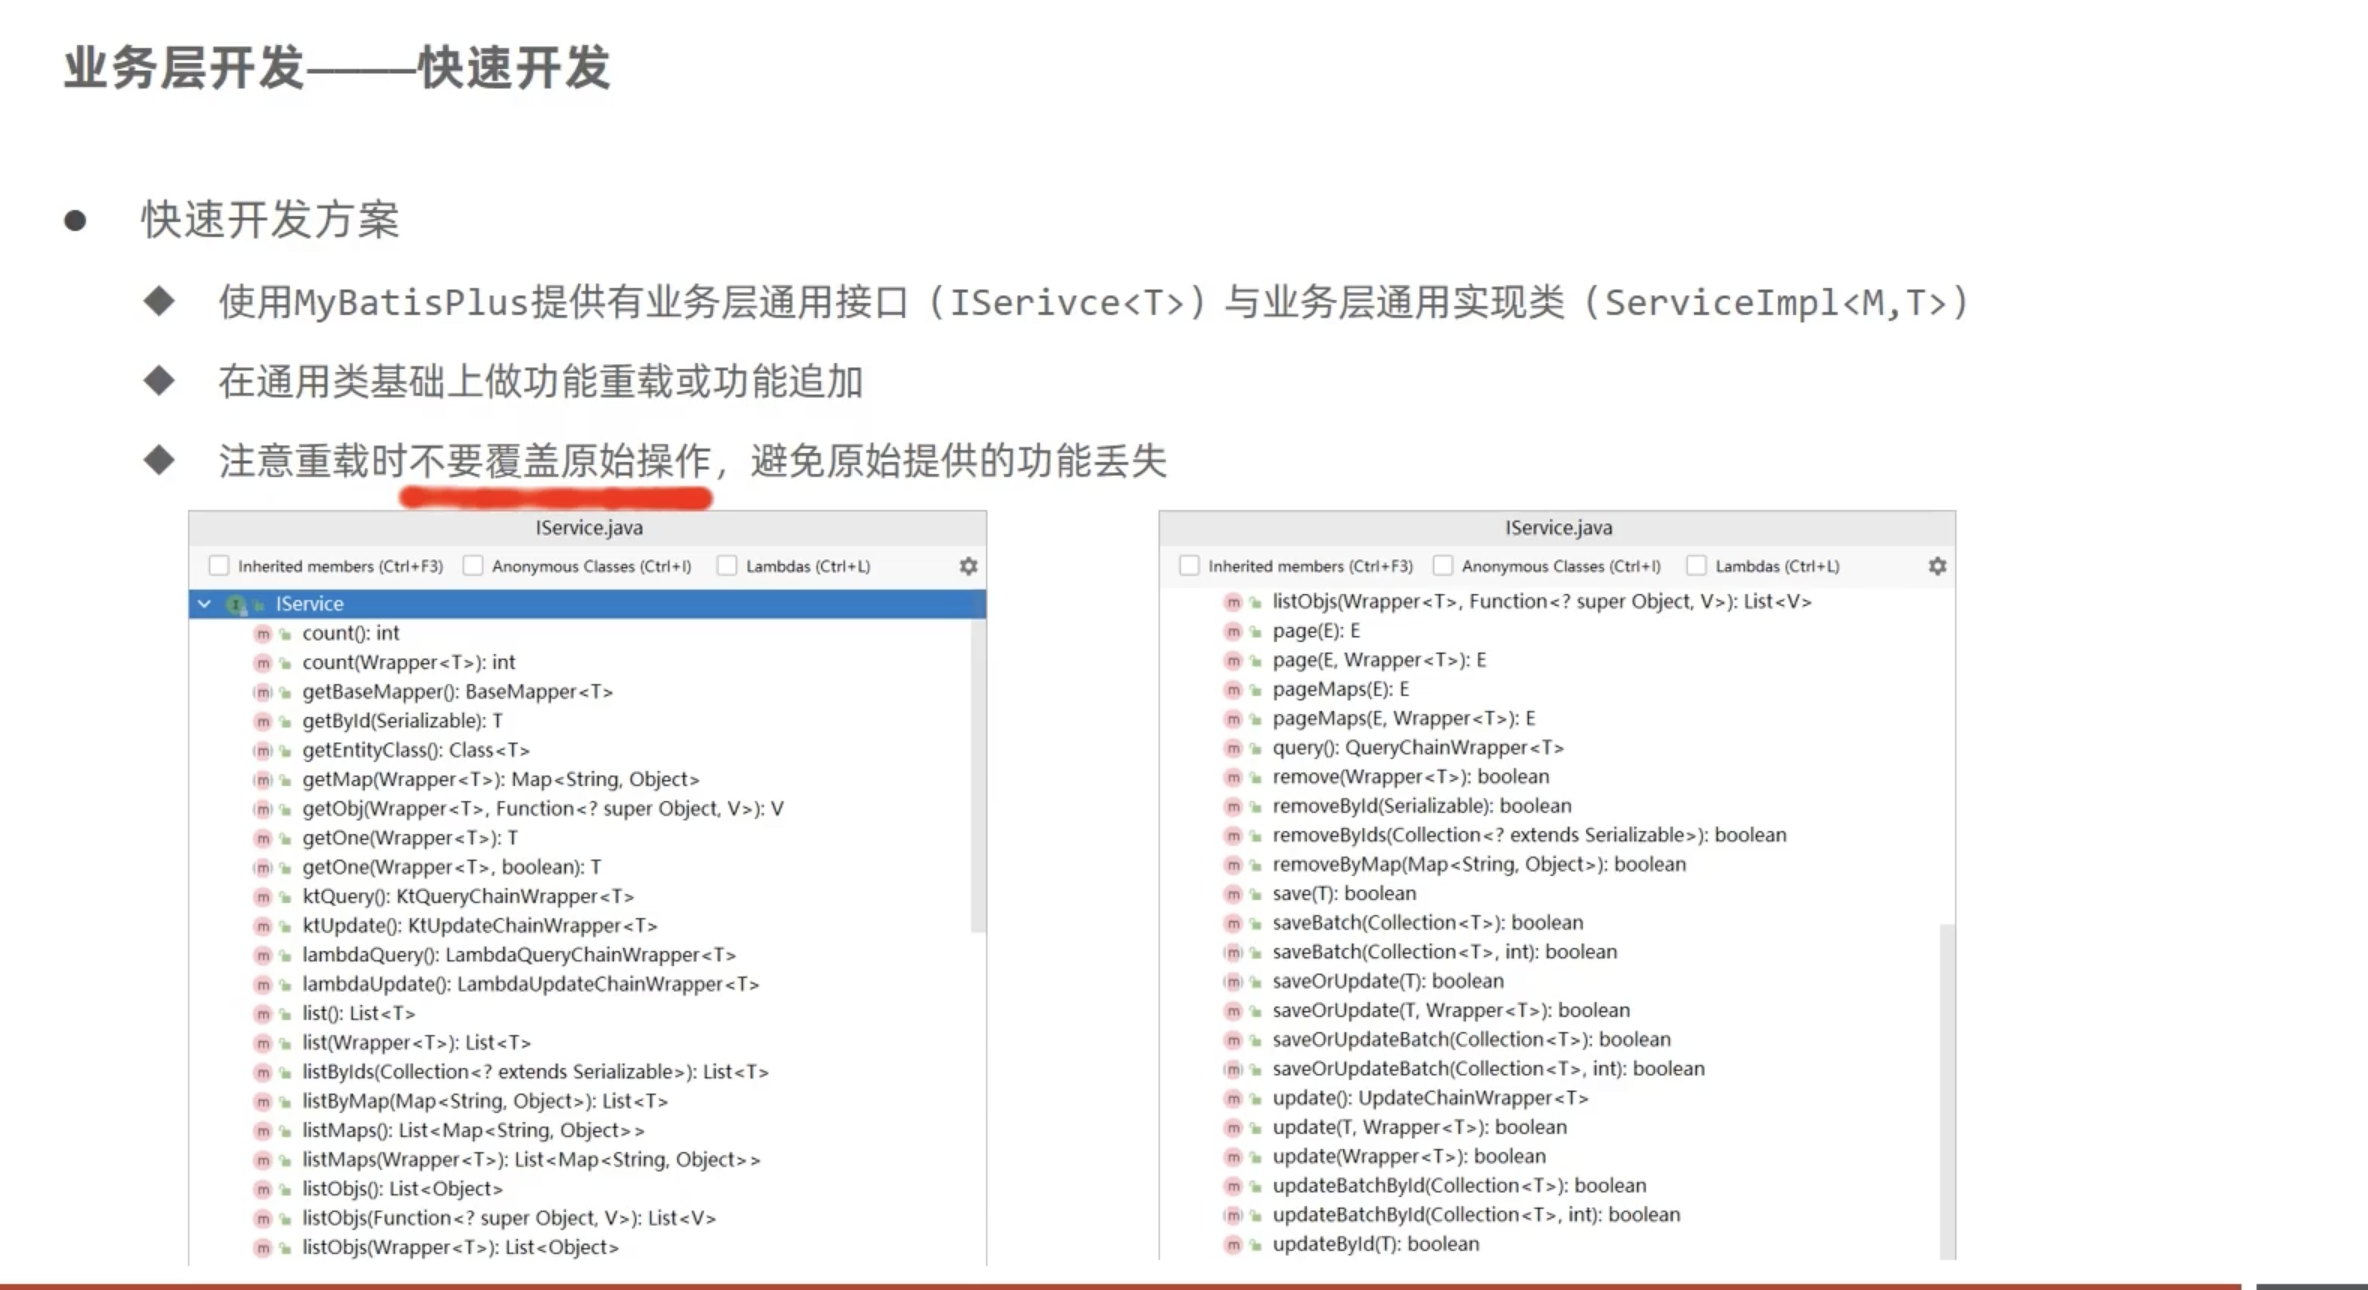 业务层开发————快速开发
快速开发方案
使用MyBatisPlus提供有业务层通用接口（ISerivce<T>）与业务层通用实现类（ServiceImpl<M,T>）
在通用类基础上做功能重载或功能追加
注意重载时不要覆盖原始操作，避免原始提供的功能丢失
IService.java
Inherited members (Ctrl+F3) Anonymous Classes (Ctrl+I) Lambdas (Ctrl+L)
IService
count(): int
count(Wrapper<T>): int
getBaseMapper(): BaseMapper<T>
getById(Serializable): T
getEntityClass(): Class<T>
getMap(Wrapper<T>): Map<String, Object>
getObj(Wrapper<T>, Function<? super Object, V>): V
getOne(Wrapper<T>): T
getOne(Wrapper<T>, boolean): T
ktQuery(): KtQueryChainWrapper<T>
ktUpdate(): KtUpdateChainWrapper<T>
lambdaQuery(): LambdaQueryChainWrapper<T>
lambdaUpdate(): LambdaUpdateChainWrapper<T>
list(): List<T>
list(Wrapper<T>): List<T>
listByIds(Collection<? extends Serializable>): List<T>
listByMap(Map<String, Object>): List<T>
listMaps(): List<Map<String, Object>>
listMaps(Wrapper<T>): List<Map<String, Object>>
listObjs(): List<Object>
listObjs(Function<? super Object, V>): List<V>
listObjs(Wrapper<T>): List<Object>
IService.java
Inherited members (Ctrl+F3) Anonymous Classes (Ctrl+I) Lambdas (Ctrl+L)
listObjs(Wrapper<T>, Function<? super Object, V>): List<V>
page(E): E
page(E, Wrapper<T>): E
pageMaps(E): E
pageMaps(E, Wrapper<T>): E
query(): QueryChainWrapper<T>
remove(Wrapper<T>): boolean
removeById(Serializable): boolean
removeByIds(Collection<? extends Serializable>): boolean
removeByMap(Map<String, Object>): boolean
save(T): boolean
saveBatch(Collection<T>): boolean
saveBatch(Collection<T>, int): boolean
saveOrUpdate(T): boolean
saveOrUpdate(T, Wrapper<T>): boolean
saveOrUpdateBatch(Collection<T>): boolean
saveOrUpdateBatch(Collection<T>, int): boolean
update(): UpdateChainWrapper<T>
update(T, Wrapper<T>): boolean
update(Wrapper<T>): boolean
updateBatchById(Collection<T>): boolean
updateBatchById(Collection<T>, int): boolean
updateById(T): boolean